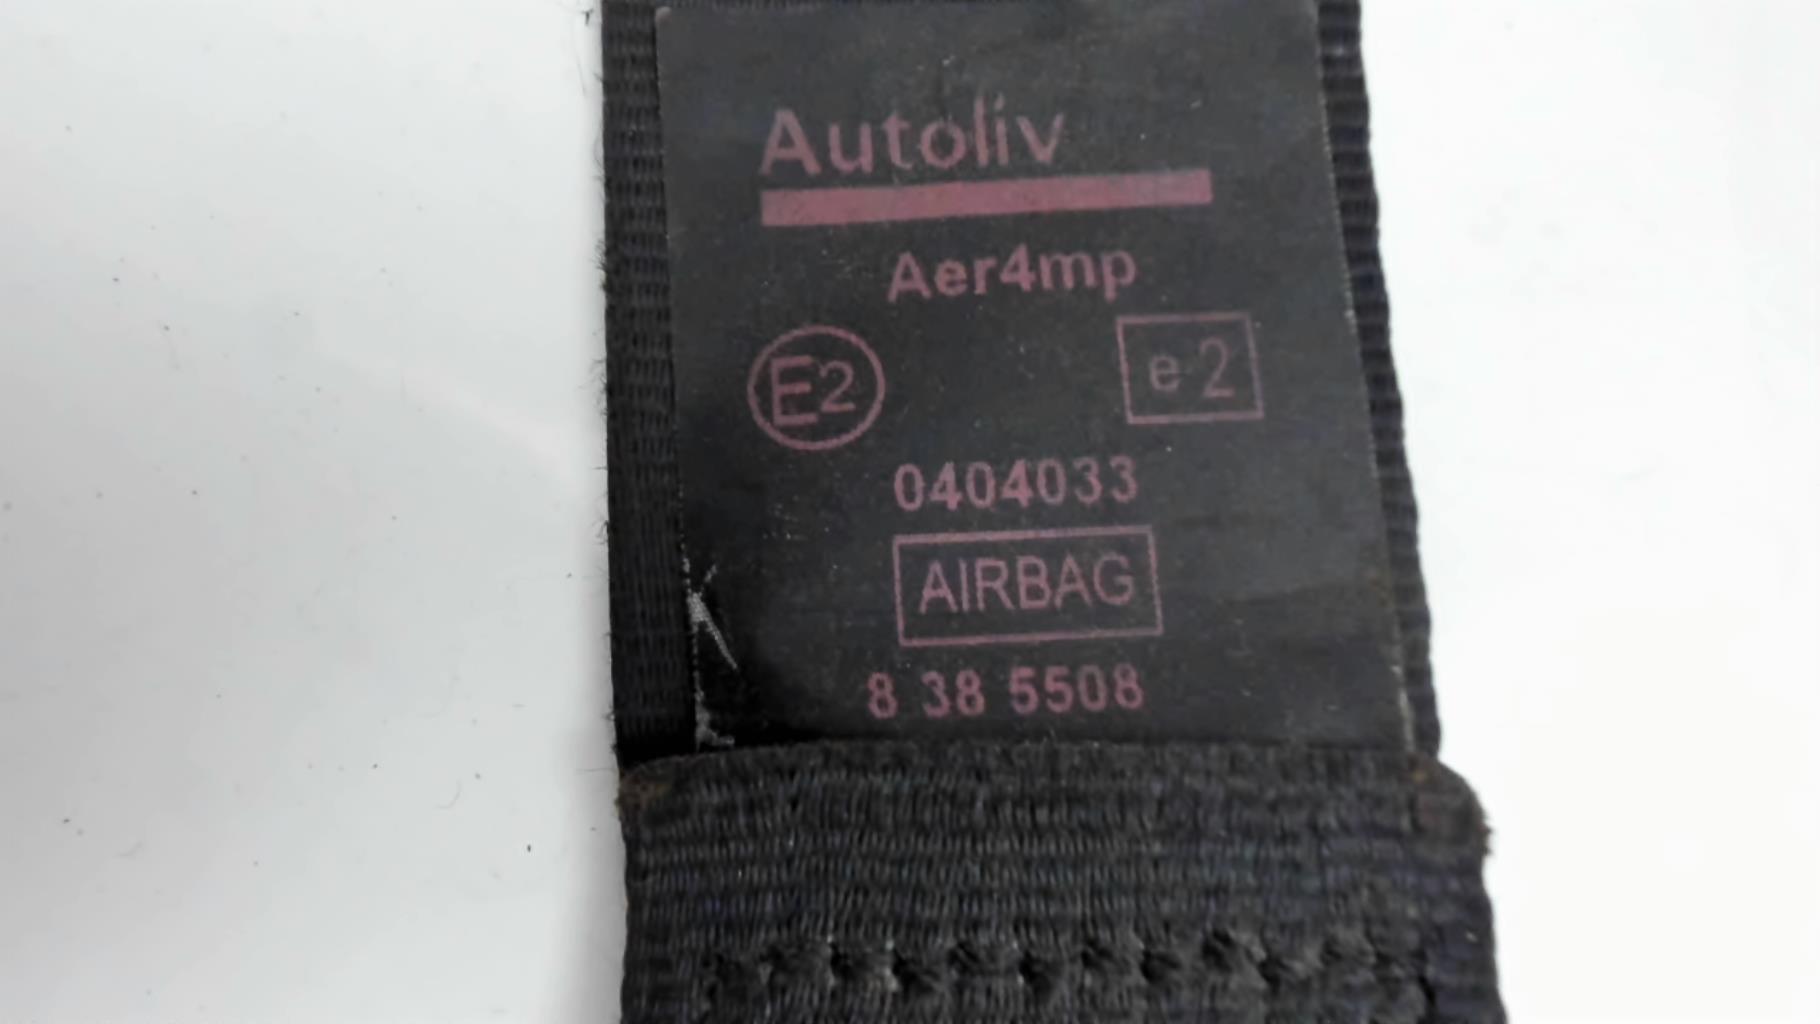 Autoliv
Aer4mp
E2 e2
0404033
AIRBAG
8 38 5508